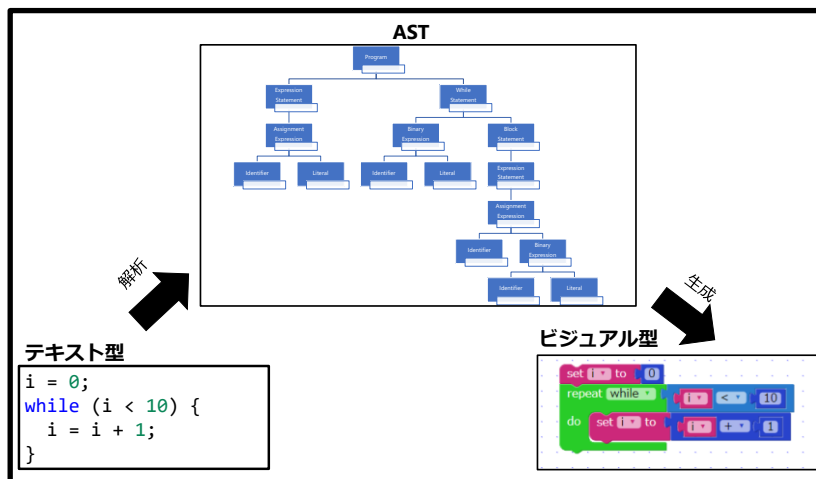 AST
Program
Expression
Statement
While
Statement
Assignment
Expression
Binary
Expression
Block
Statement
Identifier
Literal
Identifier
Literal
Expression
Statement
Assignment
Expression
Identifier
Binary
Expression
Identifier
Literal
解析
生成
テキスト型
i = 0;
while (i < 10) {
  i = i + 1;
}
ビジュアル型
set i to 0
repeat while i < 10
do set i to i + 1